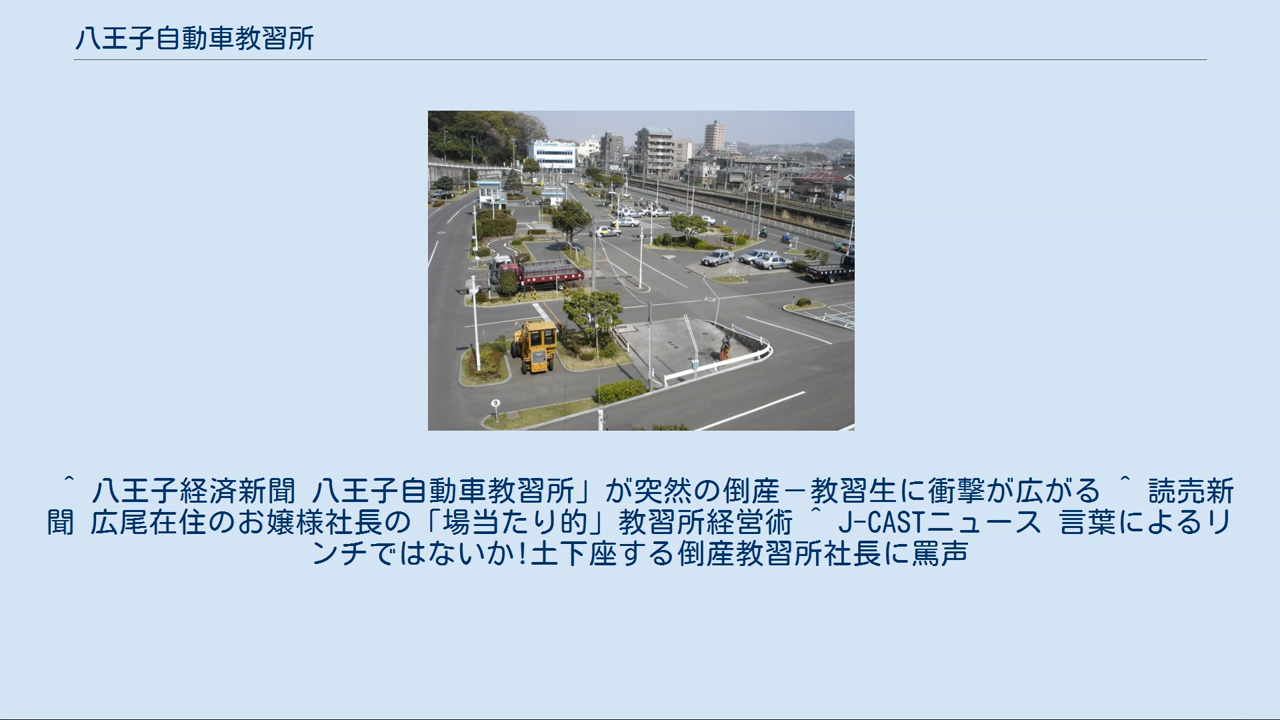 八王子自動車教習所
^ 八王子経済新聞 八王子自動車教習所」が突然の倒産－教習生に衝撃が広がる ^ 読売新
聞 広尾在住のお嬢様社長の「場当たり的」教習所経営術 ^ J-CASTニュース 言葉によるリ
ンチではないか!土下座する倒産教習所社長に罵声